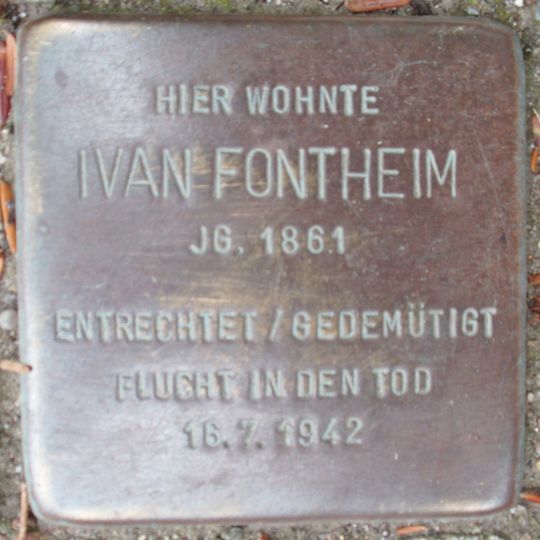 HIER WOHNTE
IVAN FONTHEIM
JG. 1861
ENTRECHTET / GEDEMÜTIGT
FLUCHT IN DEN TOD
16.7.1942